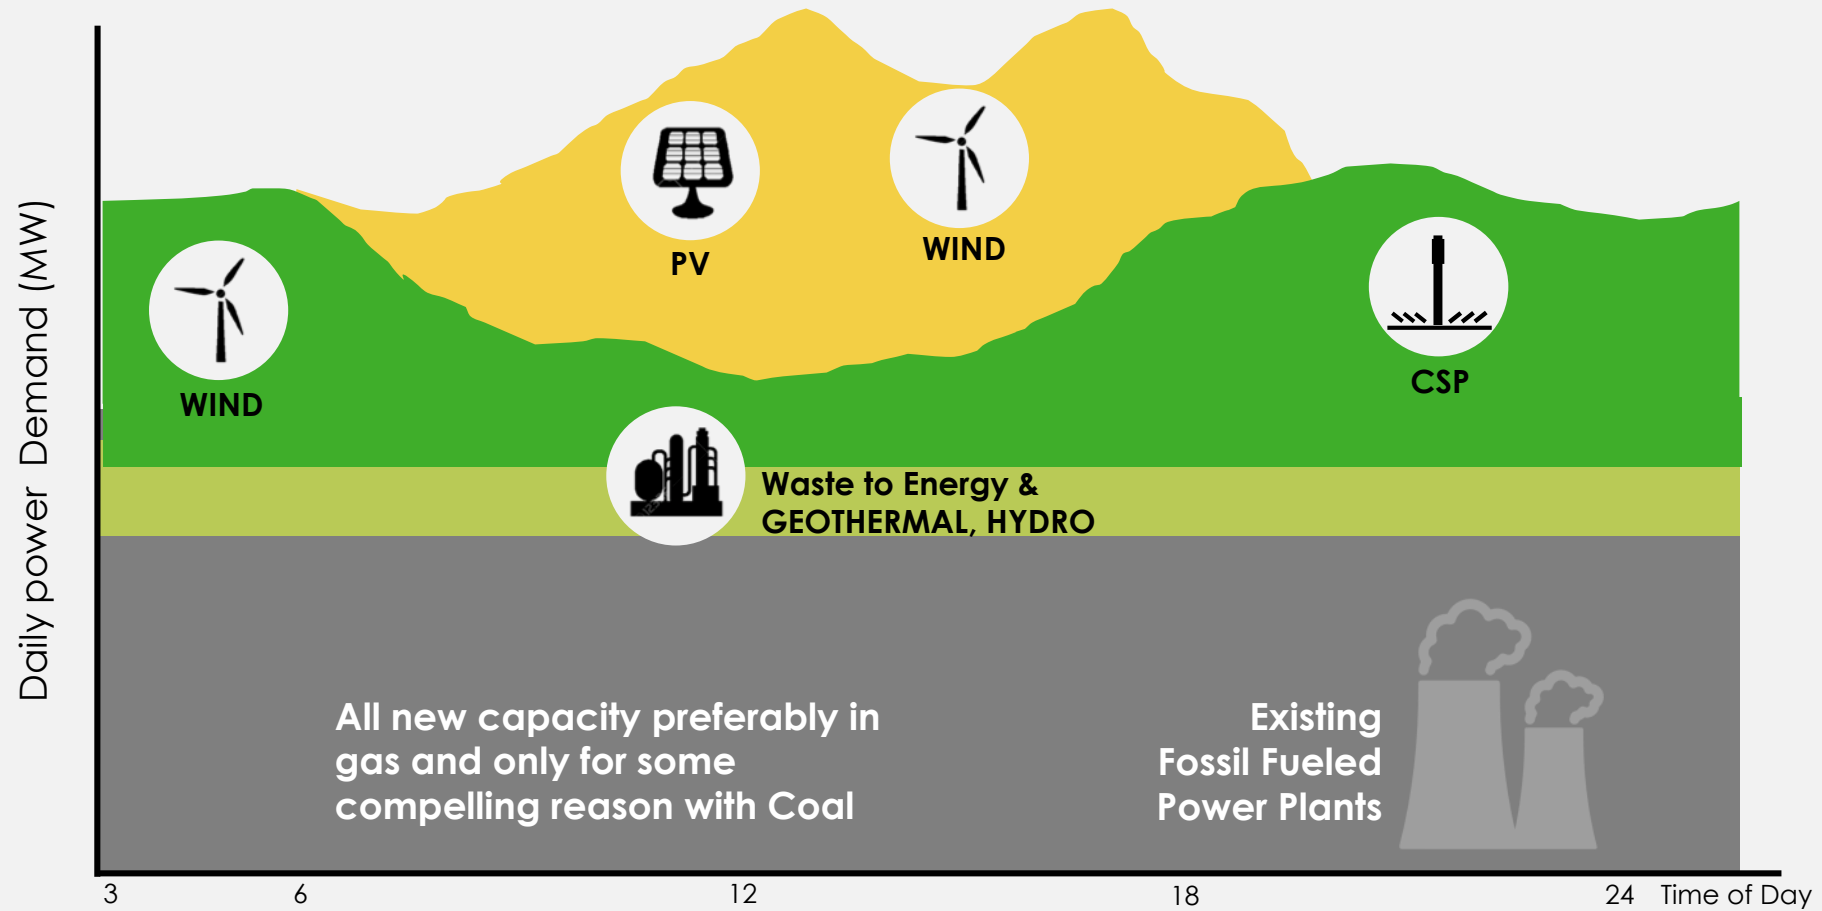 Daily power Demand (MW)
PV
WIND
WIND
CSP
Waste to Energy &
GEOTHERMAL, HYDRO
All new capacity preferably in
gas and only for some
compelling reason with Coal
Existing
Fossil Fueled
Power Plants
3 6 12 18 24 Time of Day